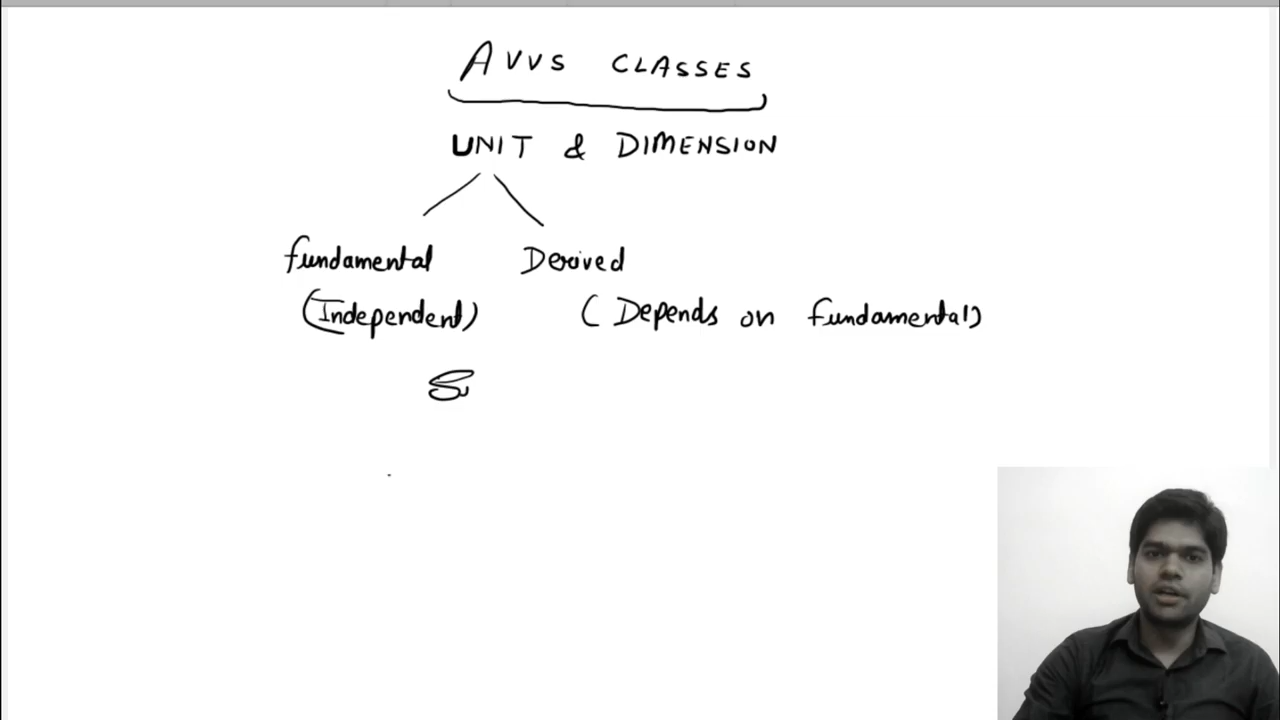 AVVS CLASSES
UNIT & DIMENSION
fundamental Derived
(Independent) (Depends on fundamental)